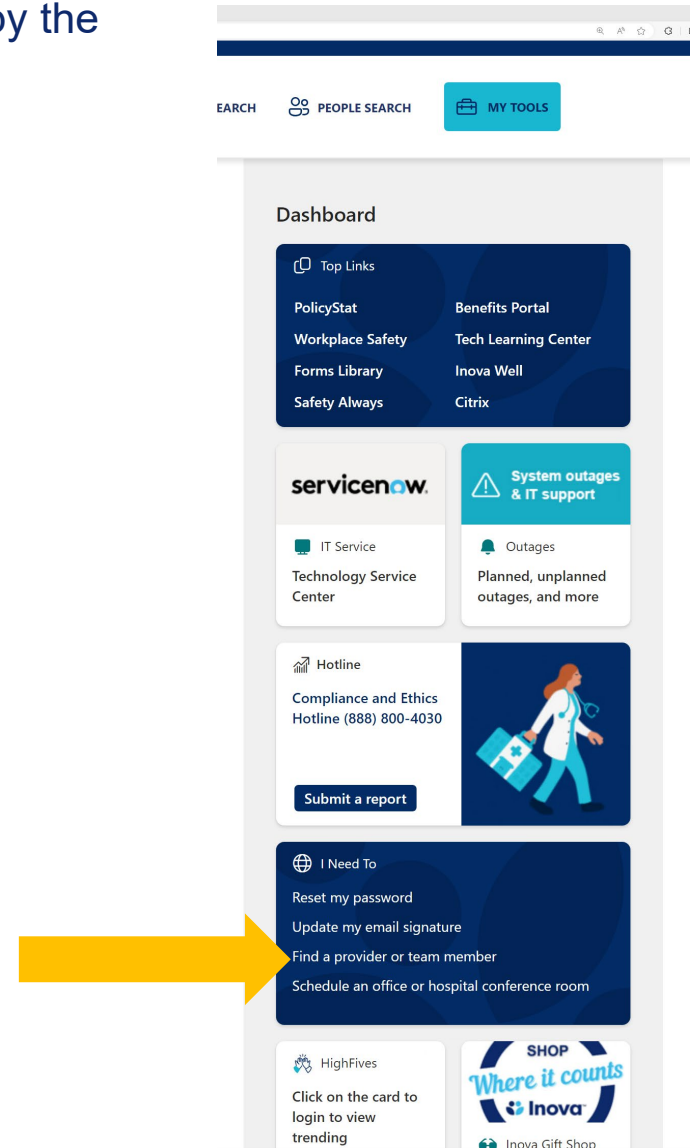 by the
EARCH
PEOPLE SEARCH
MY TOOLS
Dashboard
Top Links
PolicyStat
Benefits Portal
Workplace Safety
Tech Learning Center
Forms Library
Inova Well
Safety Always
Citrix
servicenow.
System outages
& IT support
IT Service
Technology Service
Center
Outages
Planned, unplanned
outages, and more
Hotline
Compliance and Ethics
Hotline (888) 800-4030
Submit a report
I Need To
Reset my password
Update my email signature
Find a provider or team member
Schedule an office or hospital conference room
HighFives
Click on the card to
login to view
trending
SHOP
Where it counts
Inova
Inova Gift Shop